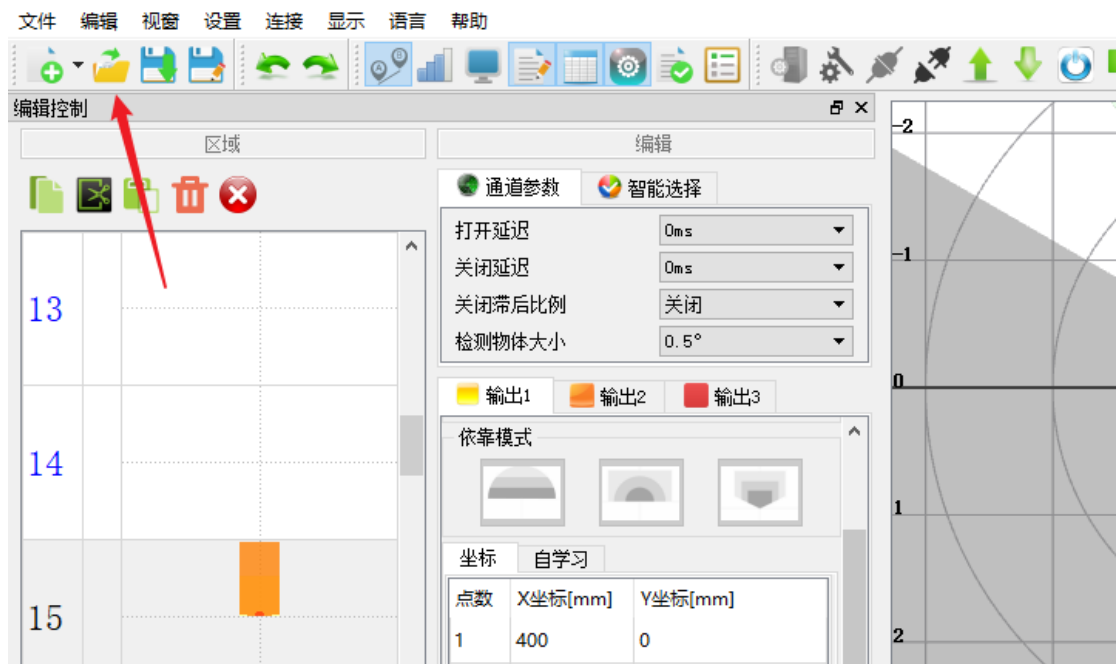 文件 编辑 视窗 设置 连接 显示 语言 帮助
编辑控制
区域
编辑
通道参数 智能选择
打开延迟 0ms
关闭延迟 0ms
关闭滞后比例 关闭
检测物体大小 0.5°
输出1 输出2 输出3
依靠模式
坐标 自学习
点数 X坐标[mm] Y坐标[mm]
1 400 0
13
14
15
-2
-1
0
1
2